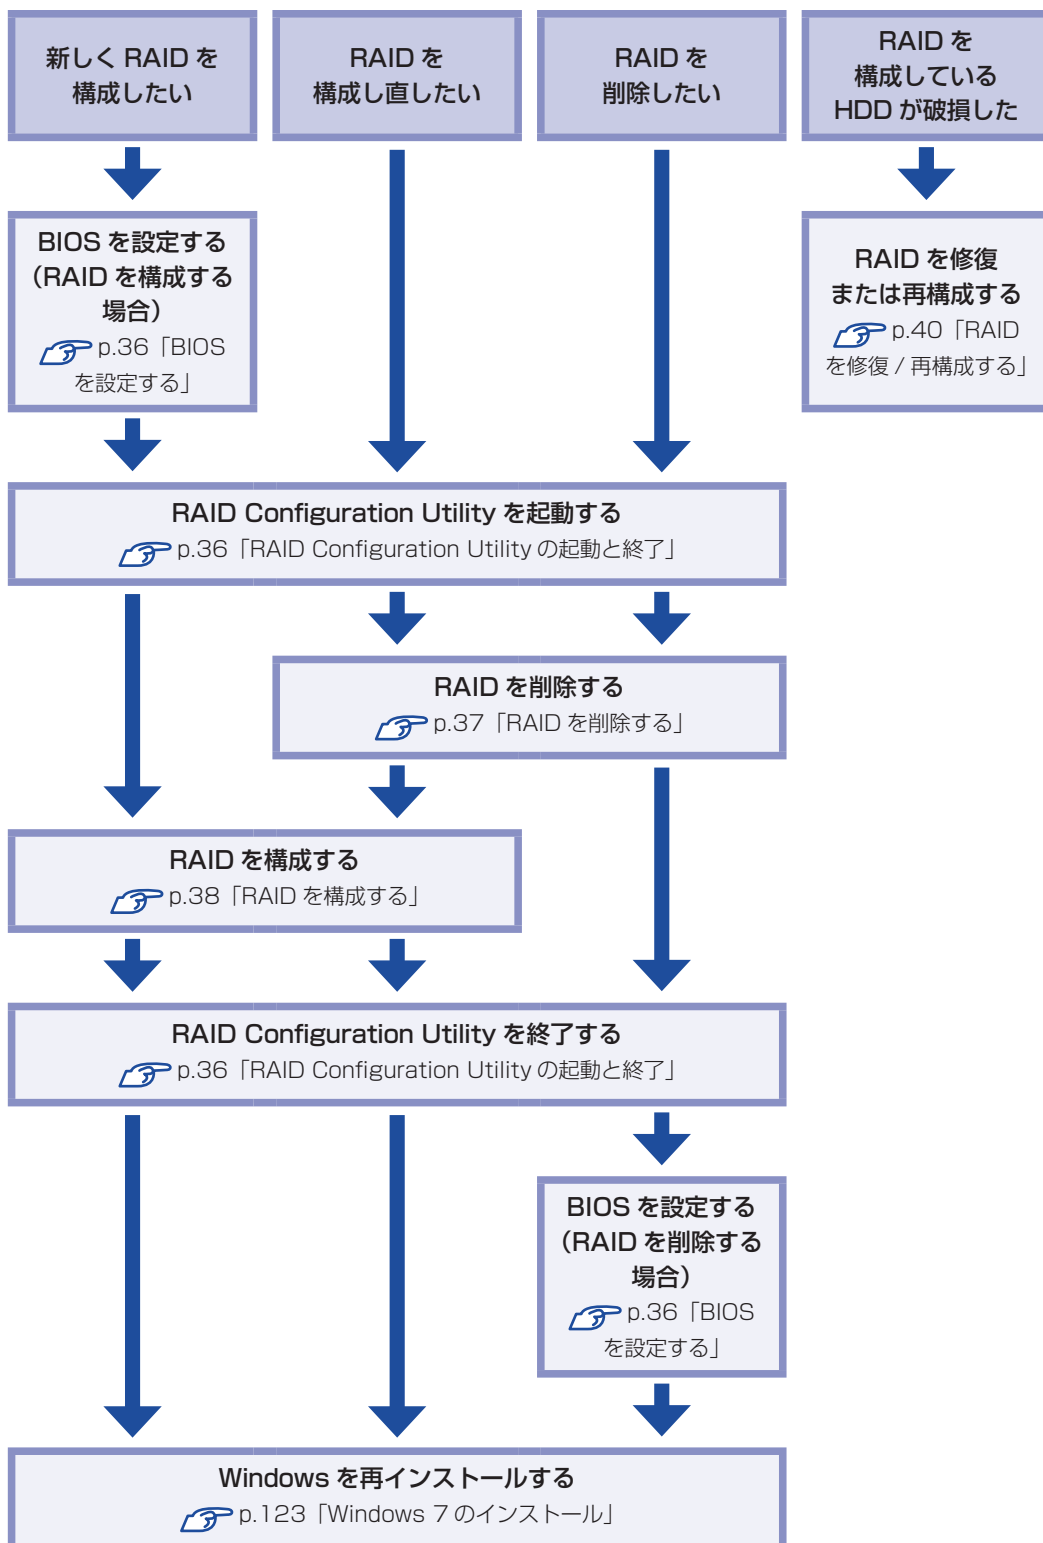 新しく RAID を
構成したい
RAID を
構成し直したい
RAID を
削除したい
RAID を
構成している
HDD が破損した
BIOS を設定する
（RAID を構成する
場合）
p.36「BIOS
を設定する」
RAID を修復
または再構成する
p.40「RAID
を修復 / 再構成する」
RAID Configuration Utility を起動する
p.36「RAID Configuration Utility の起動と終了」
RAID を削除する
p.37「RAID を削除する」
RAID を構成する
p.38「RAID を構成する」
RAID Configuration Utility を終了する
p.36「RAID Configuration Utility の起動と終了」
BIOS を設定する
（RAID を削除する
場合）
p.36「BIOS
を設定する」
Windows を再インストールする
p.123「Windows 7 のインストール」